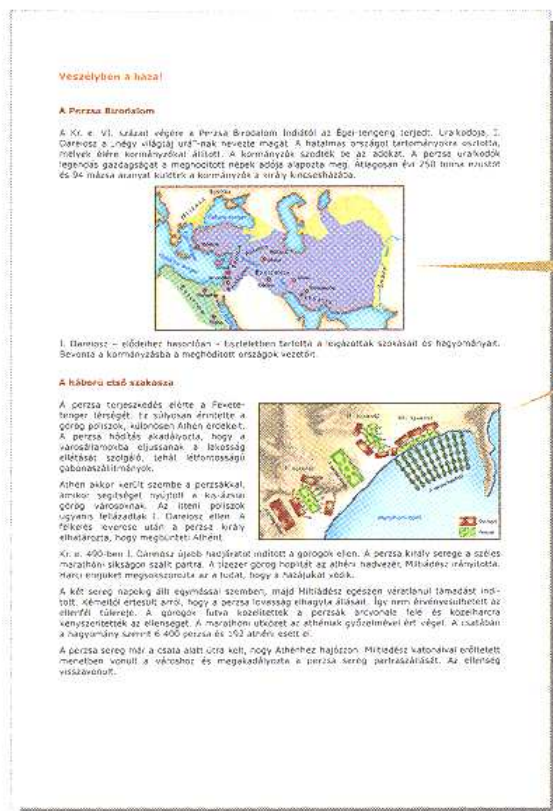 Veszélyben a haza!
A Perzsa Birodalom
A Kr. e. VI. század végére a Perzsa Birodalom Indiától az Égei-tengerig terjedt. Uralkodója, I.
Dareiosz a „négy világtáj urá”-nak nevezte magát. A hatalmas országot tartományokra osztotta,
melyek élére kormányzókat állított. A kormányzók szedték be az adókat. A perzsa uralkodók
legendás gazdagságát a meghódított népek adója alapozta meg. Átlagosan évi 250 tonna ezüstöt
és 94 mázsa aranyat küldtek a kormányzók a király kincsesházába.
I. Dareiosz – elődeihez hasonlóan – tiszteletben tartotta a leigázottak szokásait és hagyományait.
Bevonta a kormányzásba a meghódított országok vezetőit.
A háború első szakasza
A perzsa terjeszkedés elérte a Fekete-
tenger térségét. Ez súlyosan érintette a
görög poliszok, különösen Athén érdekeit.
A perzsa hódítás akadályozta, hogy a
városállamokba eljussanak a lakosság
ellátását szolgáló, tehát létfontosságú
gabonaszállítmányok.
Athén akkor került szembe a perzsákkal,
amikor segítséget nyújtott a kis-ázsiai
görög városoknak. Az itteni poliszok
ugyanis fellázadtak I. Dareiosz ellen. A
felkelés leverése után a perzsa király
elhatározta, hogy megbünteti Athént.
Kr. e. 490-ben I. Dareiosz újabb hadjáratot indított a görögök ellen. A perzsa király serege a széles
marathóni síkságon szállt partra. A tízezer görög hoplitát az athéni hadvezér, Miltiádész irányította.
Harci erejüket megsokszorozta az a tudat, hogy a hazájukat védik.
A két sereg napokig állt egymással szemben, majd Miltiádész egészen váratlanul támadást indí-
tott. Kémeitől értesült arról, hogy a perzsa lovasság elhagyta állásait. Így nem érvényesülhetett az
ellenfél túlereje. A görögök futva közelítettek a perzsák arcvonala felé és közelharcra
kényszerítették az ellenséget. A marathóni ütközet az athéniak győzelmével ért véget. A csatában
a hagyomány szerint 6 400 perzsa és 192 athéni esett el.
A perzsa sereg már a csata alatt útra kelt, hogy Athénhez hajózzon. Miltiádész katonáival erőltetett
menetben vonult a városhoz és megakadályozta a perzsa sereg partraszállását. Az ellenség
visszavonult.